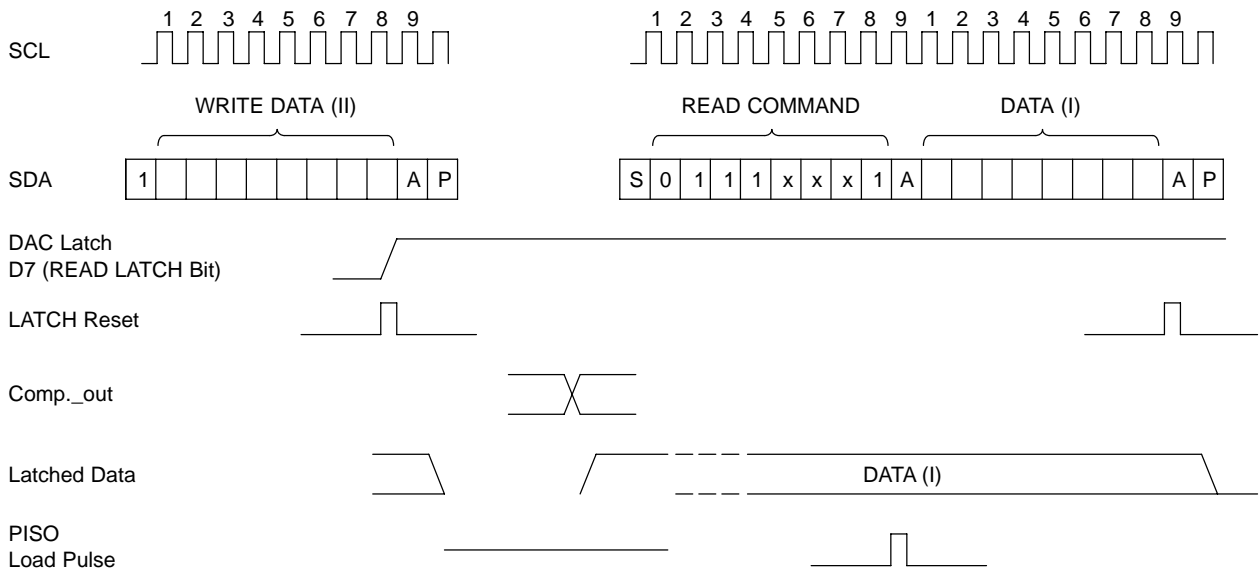 1 2 3 4 5 6 7 8 9 1 2 3 4 5 6 7 8 9 1 2 3 4 5 6 7 8 9
SCL
WRITE DATA (II) READ COMMAND DATA (I)
SDA 1 A P S 0 1 1 1 x x x 1 A A P
DAC Latch
D7 (READ LATCH Bit)
LATCH Reset
Comp._out
Latched Data DATA (I)
PISO
Load Pulse